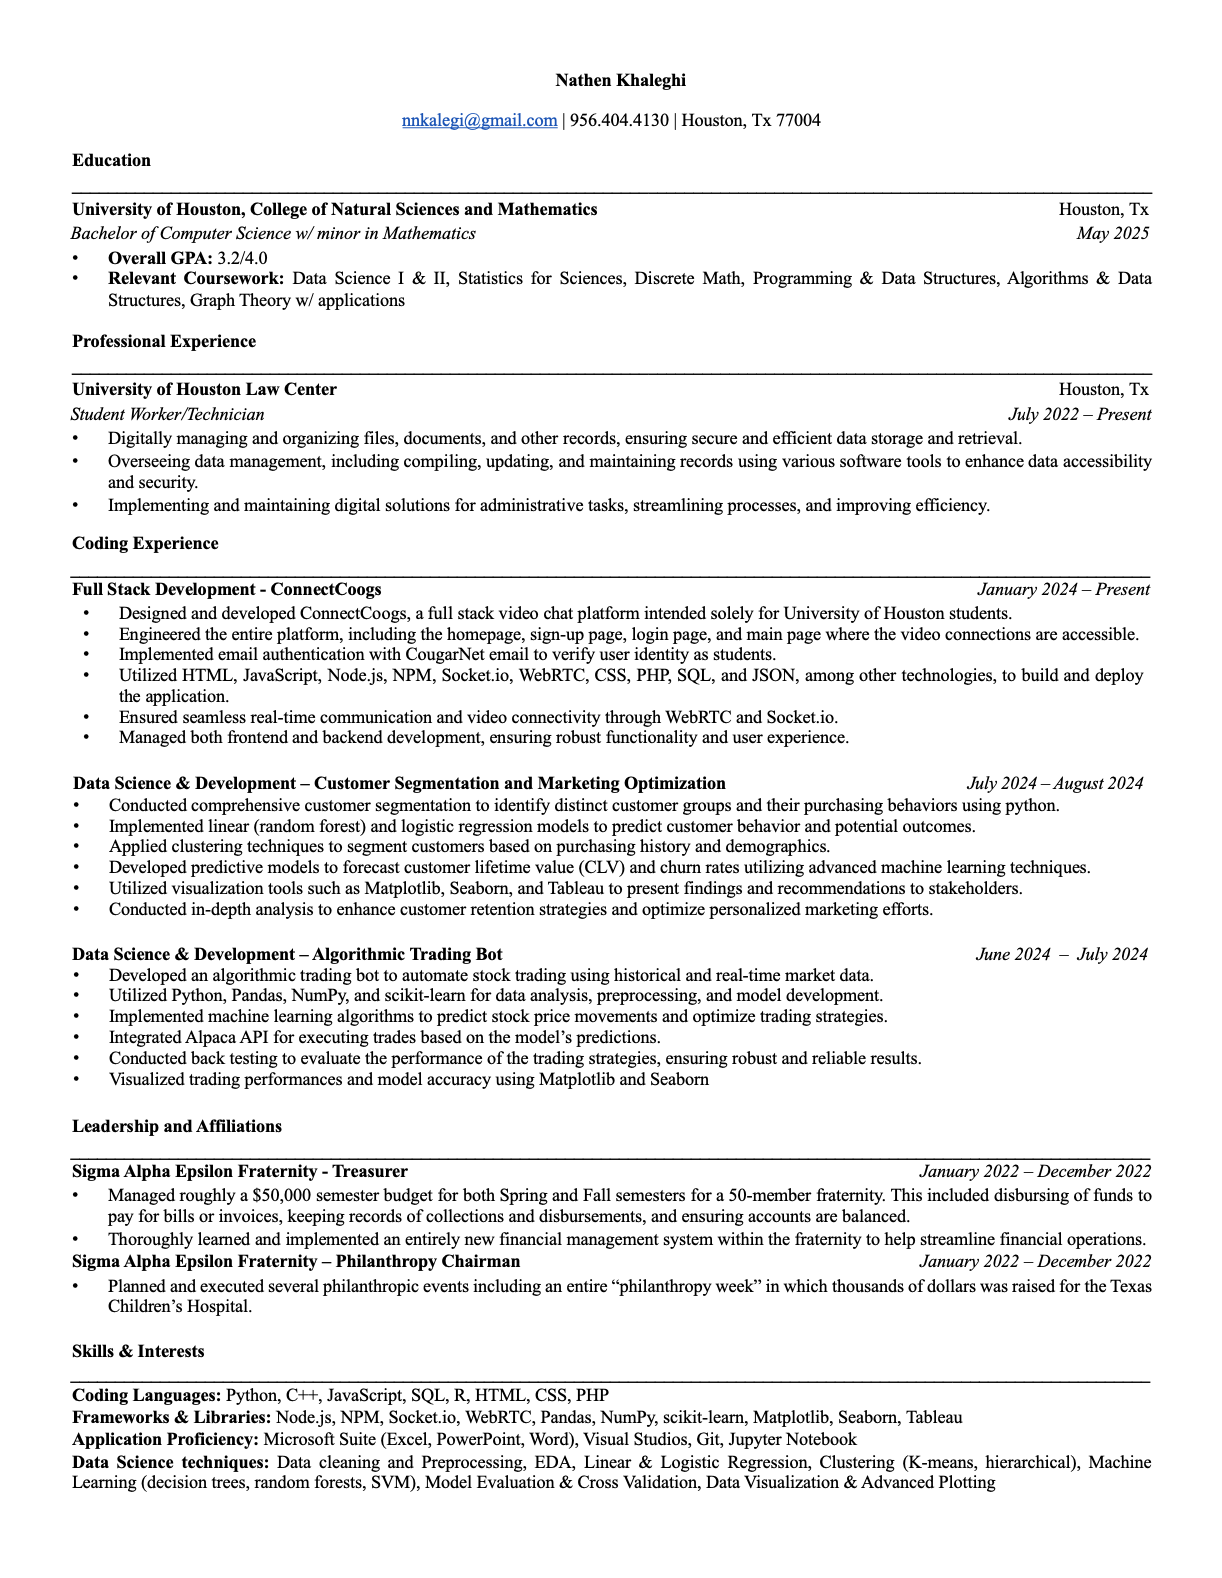 Nathen Khaleghi
nnkalegi@gmail.com | 956.404.4130 | Houston, Tx 77004
Education
University of Houston, College of Natural Sciences and Mathematics Houston, Tx
Bachelor of Computer Science w/ minor in Mathematics May 2025
• Overall GPA: 3.2/4.0
• Relevant Coursework: Data Science I & II, Statistics for Sciences, Discrete Math, Programming & Data Structures, Algorithms & Data
Structures, Graph Theory w/ applications
Professional Experience
University of Houston Law Center Houston, Tx
Student Worker/Technician July 2022 – Present
• Digitally managing and organizing files, documents, and other records, ensuring secure and efficient data storage and retrieval.
• Overseeing data management, including compiling, updating, and maintaining records using various software tools to enhance data accessibility
and security.
• Implementing and maintaining digital solutions for administrative tasks, streamlining processes, and improving efficiency.
Coding Experience
Full Stack Development - ConnectCoogs January 2024 – Present
• Designed and developed ConnectCoogs, a full stack video chat platform intended solely for University of Houston students.
• Engineered the entire platform, including the homepage, sign-up page, login page, and main page where the video connections are accessible.
• Implemented email authentication with CougarNet email to verify user identity as students.
• Utilized HTML, JavaScript, Node.js, NPM, Socket.io, WebRTC, CSS, PHP, SQL, and JSON, among other technologies, to build and deploy
the application.
• Ensured seamless real-time communication and video connectivity through WebRTC and Socket.io.
• Managed both frontend and backend development, ensuring robust functionality and user experience.
Data Science & Development – Customer Segmentation and Marketing Optimization July 2024 – August 2024
• Conducted comprehensive customer segmentation to identify distinct customer groups and their purchasing behaviors using python.
• Implemented linear (random forest) and logistic regression models to predict customer behavior and potential outcomes.
• Applied clustering techniques to segment customers based on purchasing history and demographics.
• Developed predictive models to forecast customer lifetime value (CLV) and churn rates utilizing advanced machine learning techniques.
• Utilized visualization tools such as Matplotlib, Seaborn, and Tableau to present findings and recommendations to stakeholders.
• Conducted in-depth analysis to enhance customer retention strategies and optimize personalized marketing efforts.
Data Science & Development – Algorithmic Trading Bot June 2024 – July 2024
• Developed an algorithmic trading bot to automate stock trading using historical and real-time market data.
• Utilized Python, Pandas, NumPy, and scikit-learn for data analysis, preprocessing, and model development.
• Implemented machine learning algorithms to predict stock price movements and optimize trading strategies.
• Integrated Alpaca API for executing trades based on the model’s predictions.
• Conducted back testing to evaluate the performance of the trading strategies, ensuring robust and reliable results.
• Visualized trading performances and model accuracy using Matplotlib and Seaborn
Leadership and Affiliations
Sigma Alpha Epsilon Fraternity - Treasurer January 2022 – December 2022
• Managed roughly a $50,000 semester budget for both Spring and Fall semesters for a 50-member fraternity. This included disbursing of funds to
pay for bills or invoices, keeping records of collections and disbursements, and ensuring accounts are balanced.
• Thoroughly learned and implemented an entirely new financial management system within the fraternity to help streamline financial operations.
Sigma Alpha Epsilon Fraternity – Philanthropy Chairman January 2022 – December 2022
• Planned and executed several philanthropic events including an entire “philanthropy week” in which thousands of dollars was raised for the Texas
Children’s Hospital.
Skills & Interests
Coding Languages: Python, C++, JavaScript, SQL, R, HTML, CSS, PHP
Frameworks & Libraries: Node.js, NPM, Socket.io, WebRTC, Pandas, NumPy, scikit-learn, Matplotlib, Seaborn, Tableau
Application Proficiency: Microsoft Suite (Excel, PowerPoint, Word), Visual Studios, Git, Jupyter Notebook
Data Science techniques: Data cleaning and Preprocessing, EDA, Linear & Logistic Regression, Clustering (K-means, hierarchical), Machine
Learning (decision trees, random forests, SVM), Model Evaluation & Cross Validation, Data Visualization & Advanced Plotting